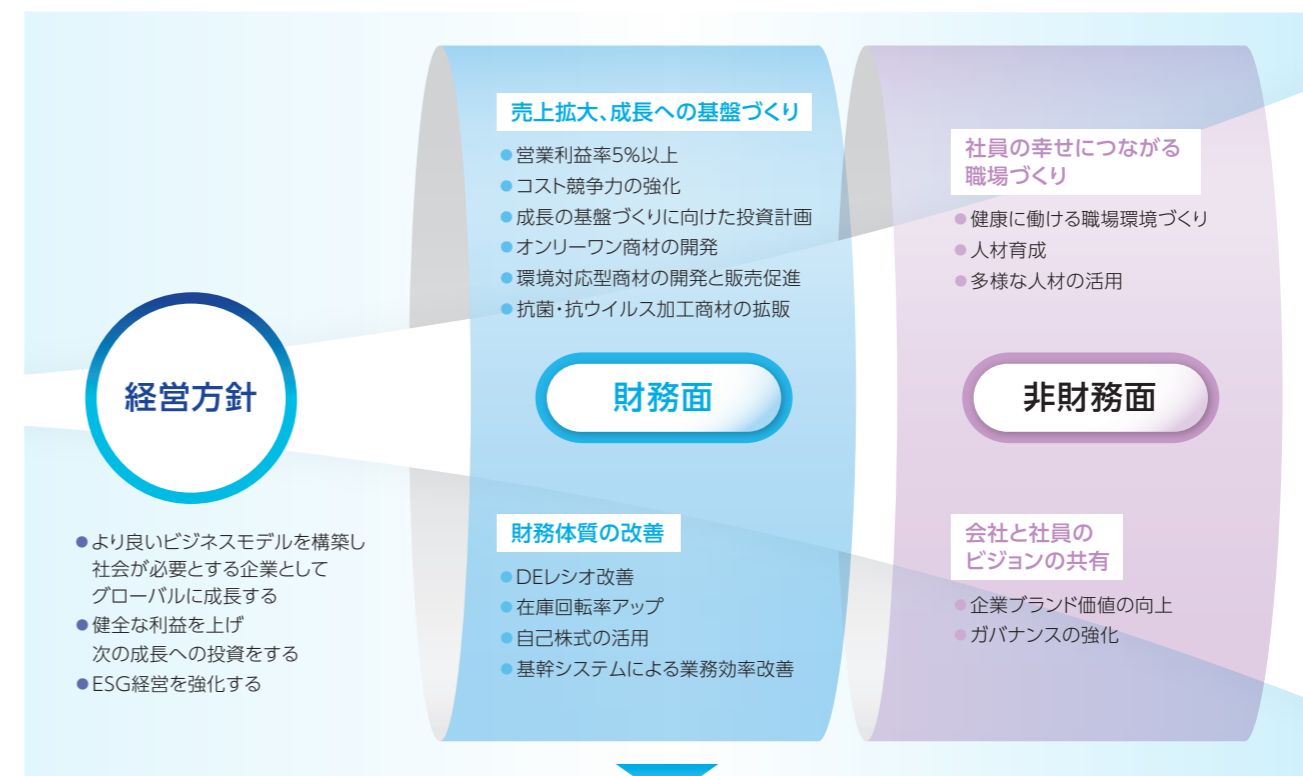 経営方針
●より良いビジネスモデルを構築し
社会が必要とする企業として
グローバルに成長する
●健全な利益を上げ
次の成長への投資をする
●ESG経営を強化する
売上拡大、成長への基盤づくり
●営業利益率5%以上
●コスト競争力の強化
●成長の基盤づくりに向けた投資計画
●オンリーワン商材の開発
●環境対応型商材の開発と販売促進
●抗菌・抗ウイルス加工商材の拡販
財務面
財務体質の改善
●DEレシオ改善
●在庫回転率アップ
●自己株式の活用
●基幹システムによる業務効率改善
社員の幸せにつながる
職場づくり
●健康に働ける職場環境づくり
●人材育成
●多様な人材の活用
非財務面
会社と社員の
ビジョンの共有
●企業ブランド価値の向上
●ガバナンスの強化